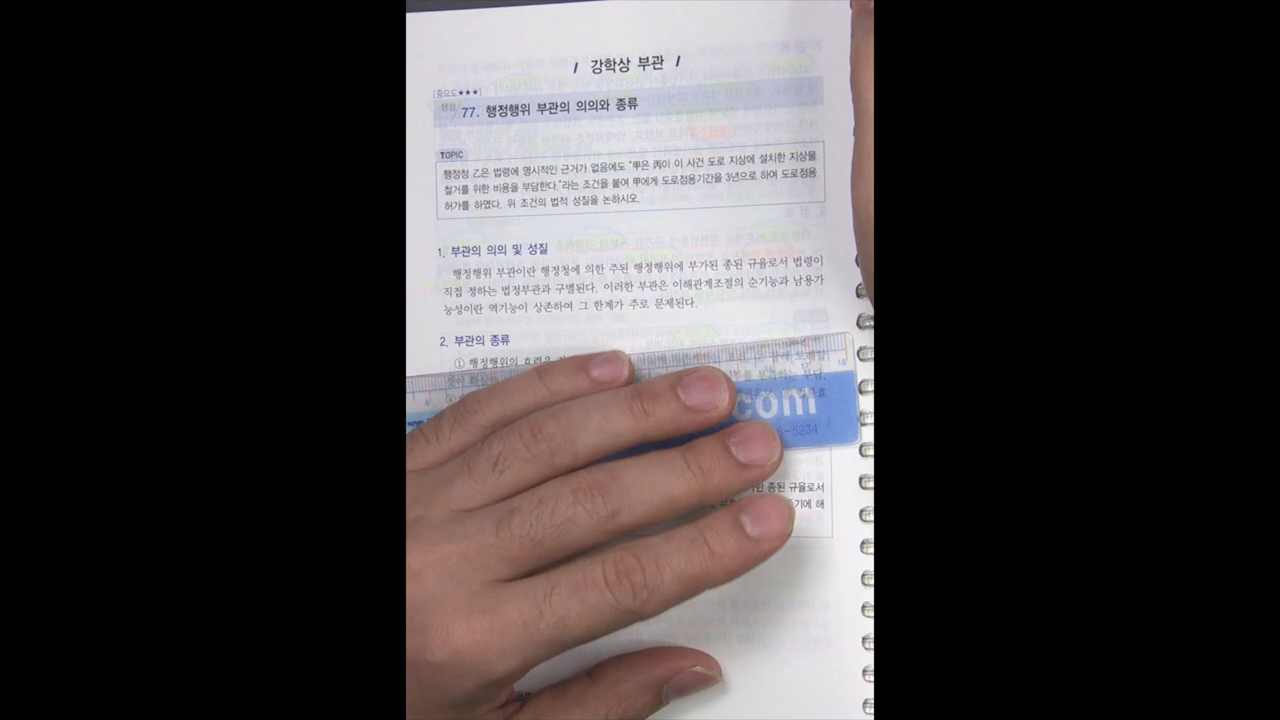 / 강학상 부관 /
[중요도★★★]
쟁점
77. 행정행위 부관의 의의와 종류
TOPIC
행정청 乙은 법령에 명시적인 근거가 없음에도 "甲은 丙이 이 사건 도로 지상에 설치한 지상물
철거를 위한 비용을 부담한다."라는 조건을 붙여 甲에게 도로점용기간을 3년으로 하여 도로점용
허가를 하였다. 위 조건의 법적 성질을 논하시오.
1. 부관의 의의 및 성질
행정행위 부관이란 행정청에 의한 주된 행정행위에 부가된 종된 규율로서 법령이
직접 정하는 법정부관과 구별된다. 이러한 부관은 이해관계조절의 순기능과 남용가
능성이란 역기능이 상존하여 그 한계가 주로 문제된다.
2. 부관의 종류
① 행정행위의 효력을
com
-5234
종된 규율로서
에 해